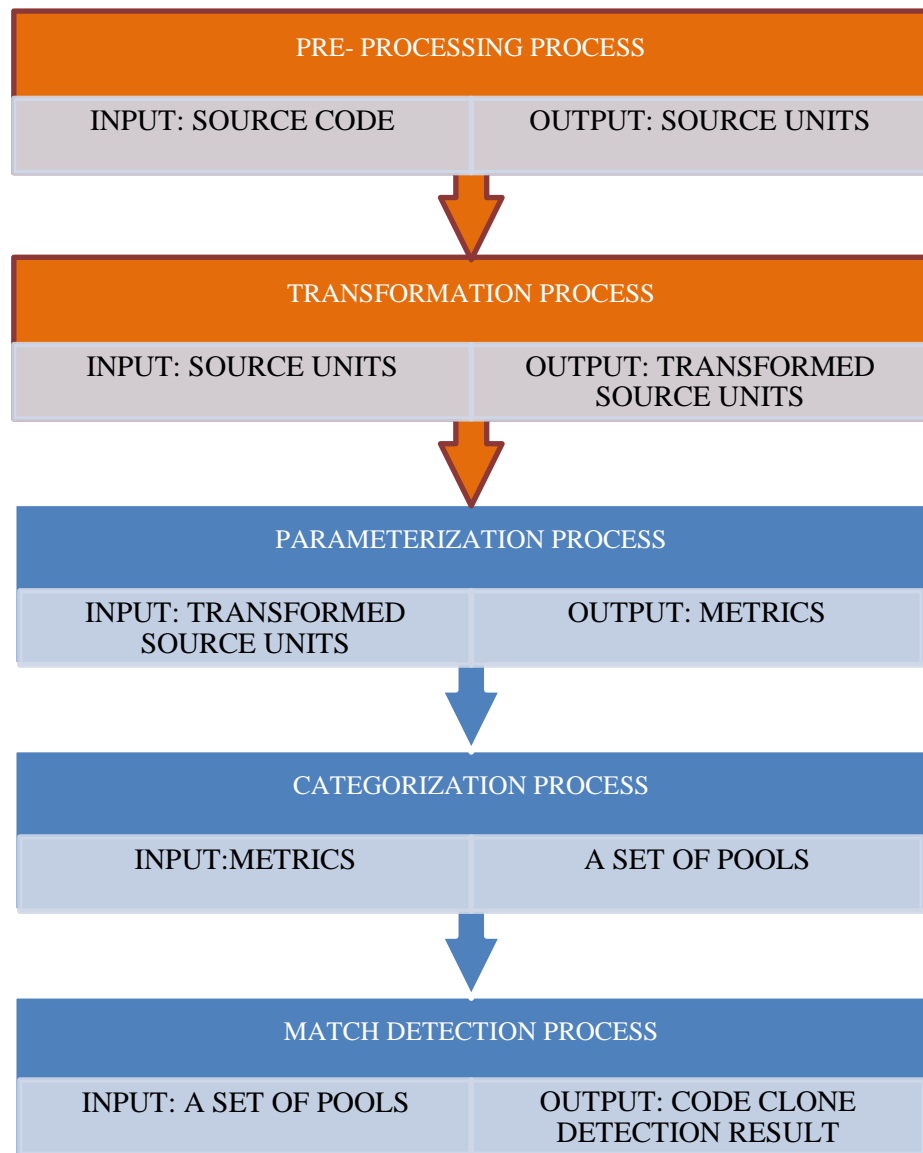 PRE- PROCESSING PROCESS
INPUT: SOURCE CODE
OUTPUT: SOURCE UNITS
TRANSFORMATION PROCESS
INPUT: SOURCE UNITS
OUTPUT: TRANSFORMED
SOURCE UNITS
PARAMETERIZATION PROCESS
INPUT: TRANSFORMED
SOURCE UNITS
OUTPUT: METRICS
CATEGORIZATION PROCESS
INPUT:METRICS
A SET OF POOLS
MATCH DETECTION PROCESS
INPUT: A SET OF POOLS
OUTPUT: CODE CLONE
DETECTION RESULT